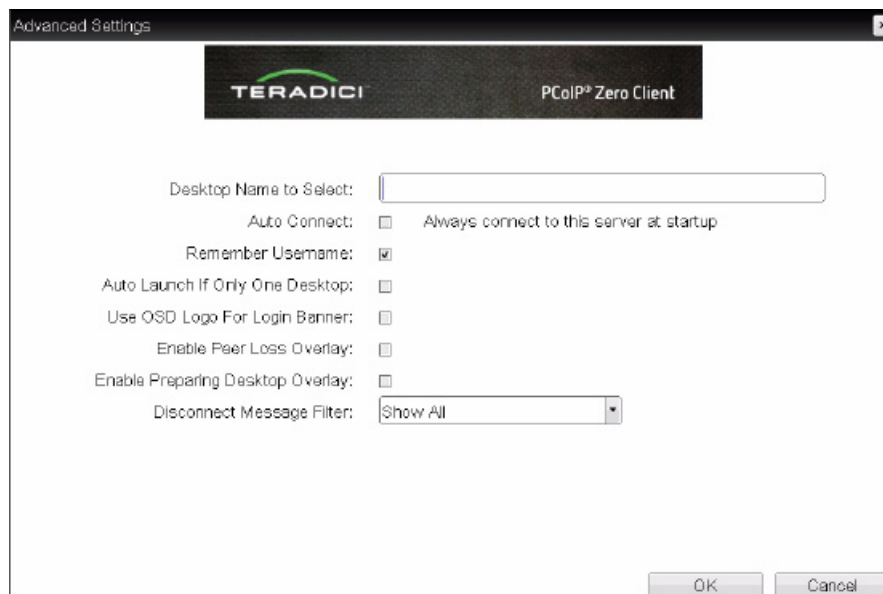 Advanced Settings
TERADICI
PCoIP® Zero Client
Desktop Name to Select:
Auto Connect: Always connect to this server at startup
Remember Username:
Auto Launch If Only One Desktop:
Use OSD Logo For Login Banner:
Enable Peer Loss Overlay:
Enable Preparing Desktop Overlay:
Disconnect Message Filter: Show All
OK Cancel